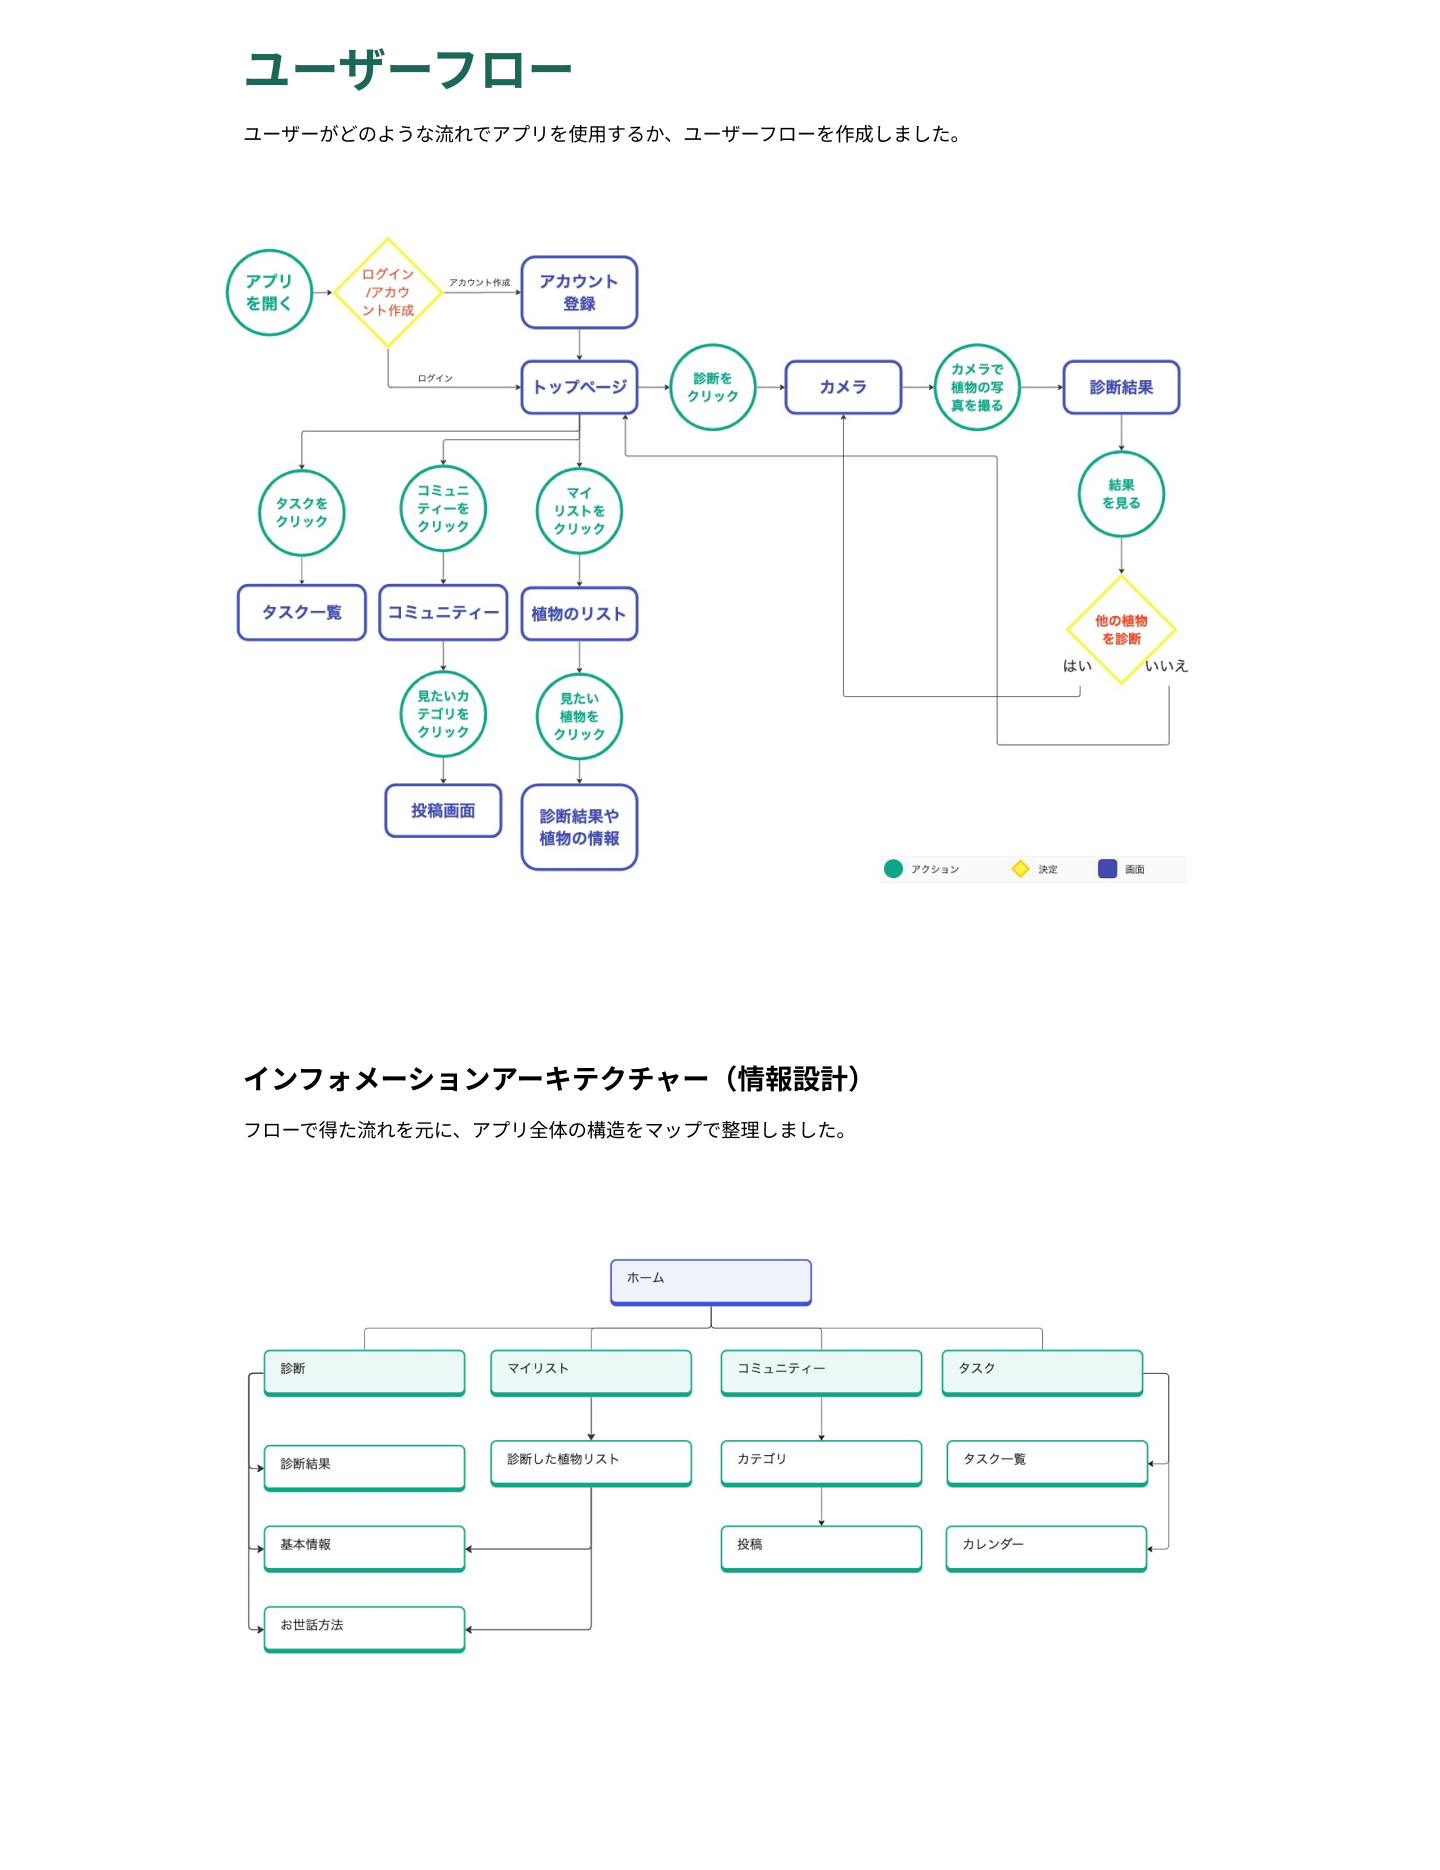 ユーザーフロー
ユーザーがどのような流れでアプリを使用するか、ユーザーフローを作成しました。
アプリ
を開く
ログイン
/アカウ
ント作成
アカウント作成
アカウント
登録
ログイン
トップページ
診断を
クリック
カメラ
カメラで
植物の写
真を撮る
診断結果
結果
を見る
他の植物
を診断
はい
いいえ
タスクを
クリック
コミュニ
ティーを
クリック
マイ
リストを
クリック
タスク一覧
コミュニティー
植物のリスト
見たいカ
テゴリを
クリック
見たい
植物を
クリック
投稿画面
診断結果や
植物の情報
アクション
決定
画面
インフォメーションアーキテクチャー（情報設計）
フローで得た流れを元に、アプリ全体の構造をマップで整理しました。
ホーム
診断
マイリスト
コミュニティー
タスク
診断結果
診断した植物リスト
カテゴリ
タスク一覧
基本情報
投稿
カレンダー
お世話方法